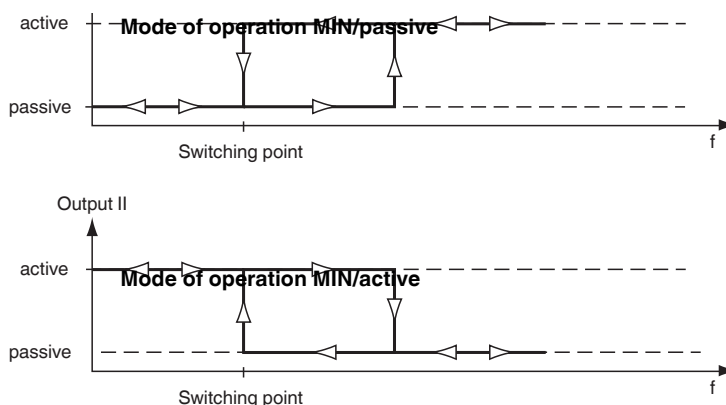 active
Mode of operation MIN/passive
passive
Switching point
f
Output II
active
Mode of operation MIN/active
passive
Switching point
f